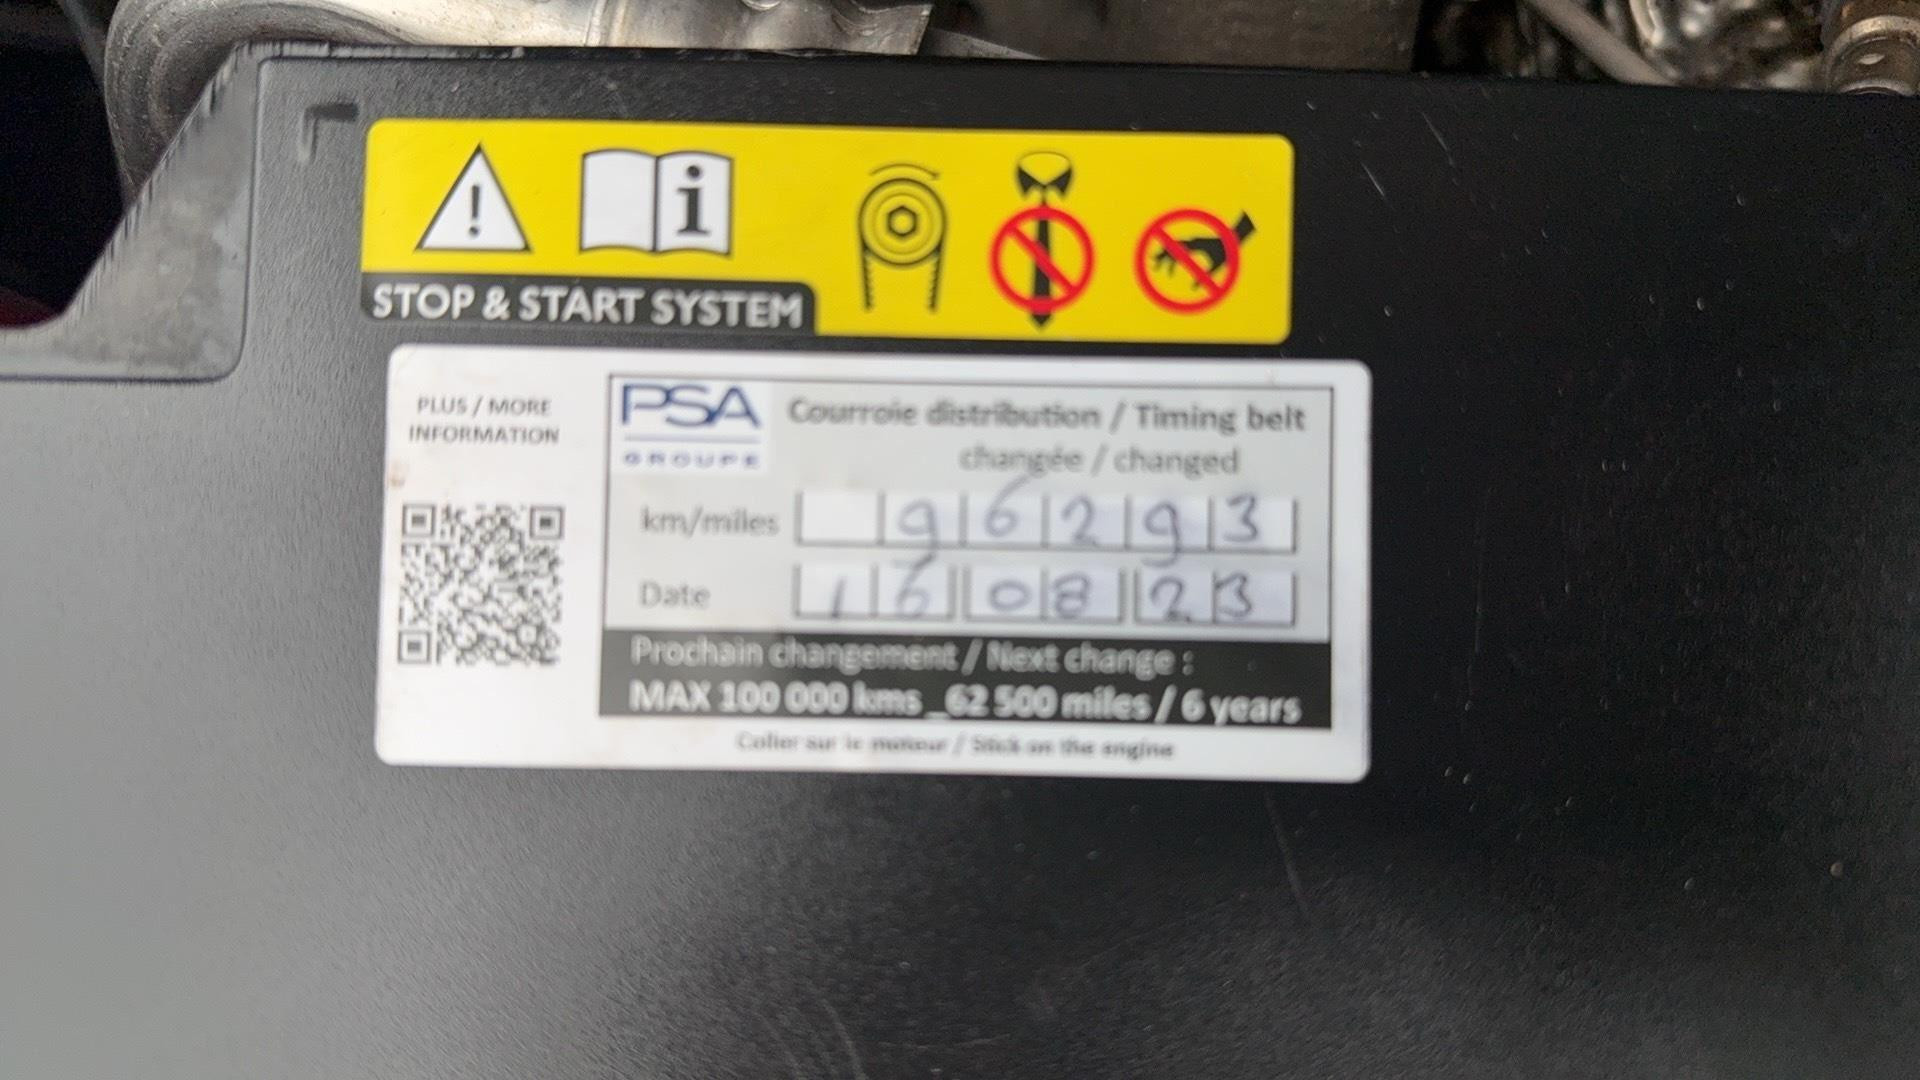 STOP & START SYSTEM
PLUS / MORE
INFORMATION
PSA
GROUPE
Courroie distribution / Timing belt
changée / changed
km/miles 96293
Date 16 08 23
Prochain changement / Next change :
MAX 100 000 kms _62 500 miles / 6 years
Coller sur le moteur / Stick on the engine